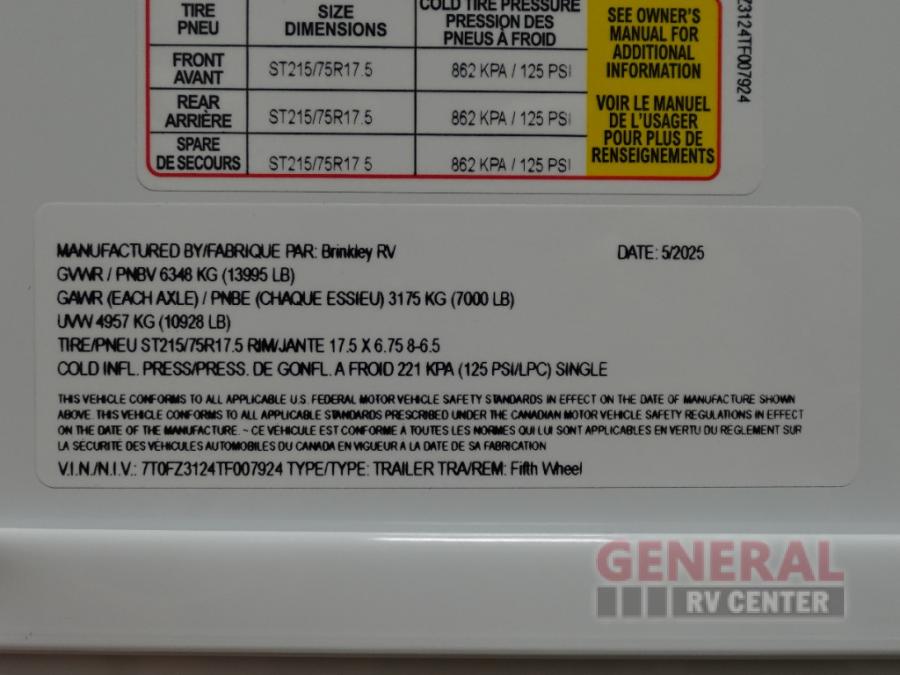 TIRE PNEU
SIZE DIMENSIONS
COLD TIRE PRESSURE PRESSION DES PNEUS À FROID
SEE OWNER'S MANUAL FOR ADDITIONAL INFORMATION
FRONT AVANT ST215/75R17.5 862 KPA / 125 PSI
REAR ARRIÈRE ST215/75R17.5 862 KPA / 125 PSI
SPARE DE SECOURS ST215/75R17.5 862 KPA / 125 PSI
VOIR LE MANUEL DE L'USAGER POUR PLUS DE RENSEIGNEMENTS
Z3124TF007924
MANUFACTURED BY/FABRIQUE PAR: Brinkley RV DATE: 5/2025
GVWR / PNBV 6348 KG (13995 LB)
GAWR (EACH AXLE) / PNBE (CHAQUE ESSIEU) 3175 KG (7000 LB)
UVW 4957 KG (10928 LB)
TIRE/PNEU ST215/75R17.5 RIM/JANTE 17.5 X 6.75 8-6.5
COLD INFL. PRESS/PRESS. DE GONFL. A FROID 221 KPA (125 PSI/LPC) SINGLE
THIS VEHICLE CONFORMS TO ALL APPLICABLE U.S. FEDERAL MOTOR VEHICLE SAFETY STANDARDS IN EFFECT ON THE DATE OF MANUFACTURE SHOWN
ABOVE. THIS VEHICLE CONFORMS TO ALL APPLICABLE STANDARDS PRESCRIBED UNDER THE CANADIAN MOTOR VEHICLE SAFETY REGULATIONS IN EFFECT
ON THE DATE OF THE MANUFACTURE. ~ CE VEHICULE EST CONFORME A TOUTES LES NORMES QUI LUI SONT APPLICABLES EN VERTU DU REGLEMENT SUR
LA SECURITE DES VEHICULES AUTOMOBILES DU CANADA EN VIGUEUR A LA DATE DE SA FABRICATION
V.I.N./N.I.V.: 7T0FZ3124TF007924 TYPE/TYPE: TRAILER TRA/REM: Fifth Wheel
GENERAL
RV CENTER